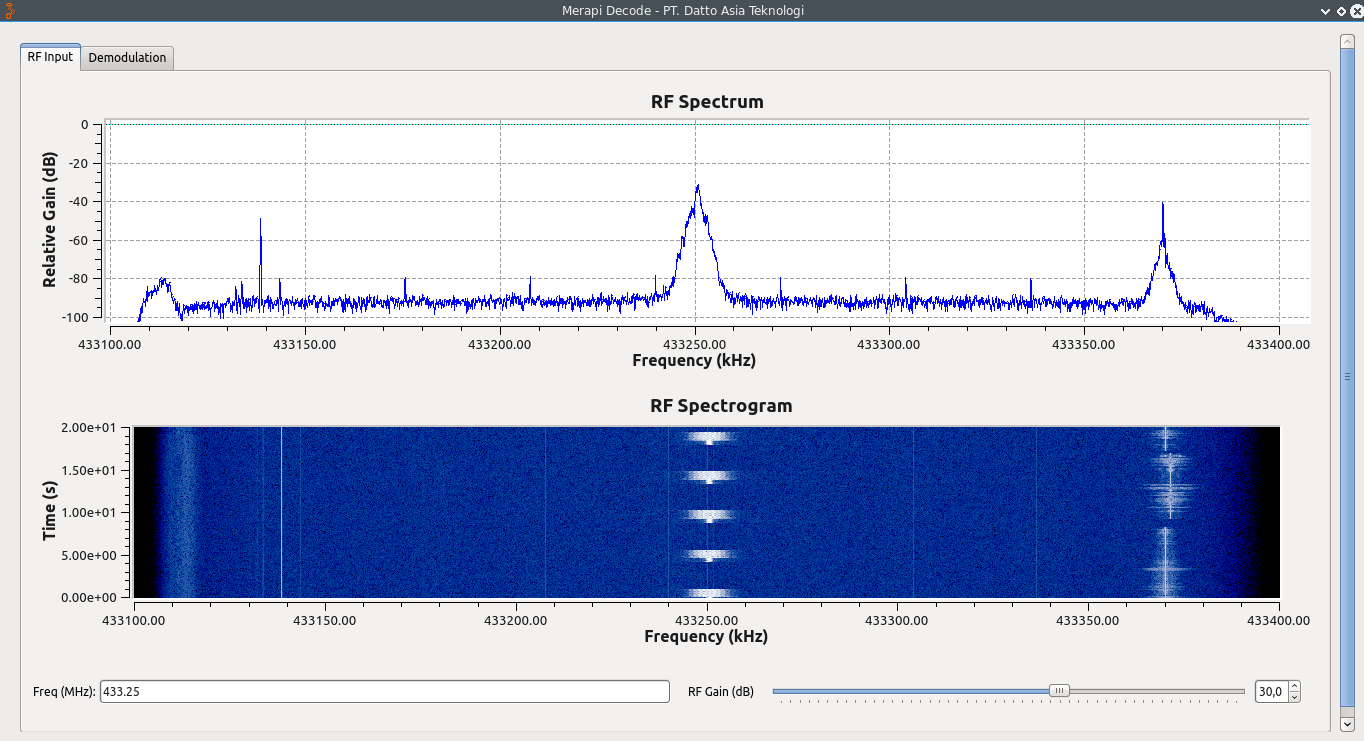 Merapi Decode - PT. Datto Asia Teknologi
RF Input Demodulation
RF Spectrum
Relative Gain (dB)
0
-20
-40
-60
-80
-100
433100.00 433150.00 433200.00 433250.00 433300.00 433350.00 433400.00
Frequency (kHz)
RF Spectrogram
Time (s)
2.00e+01
1.50e+01
1.00e+01
5.00e+00
0.00e+00
433100.00 433150.00 433200.00 433250.00 433300.00 433350.00 433400.00
Frequency (kHz)
Freq (MHz): 433.25 RF Gain (dB) 30,0